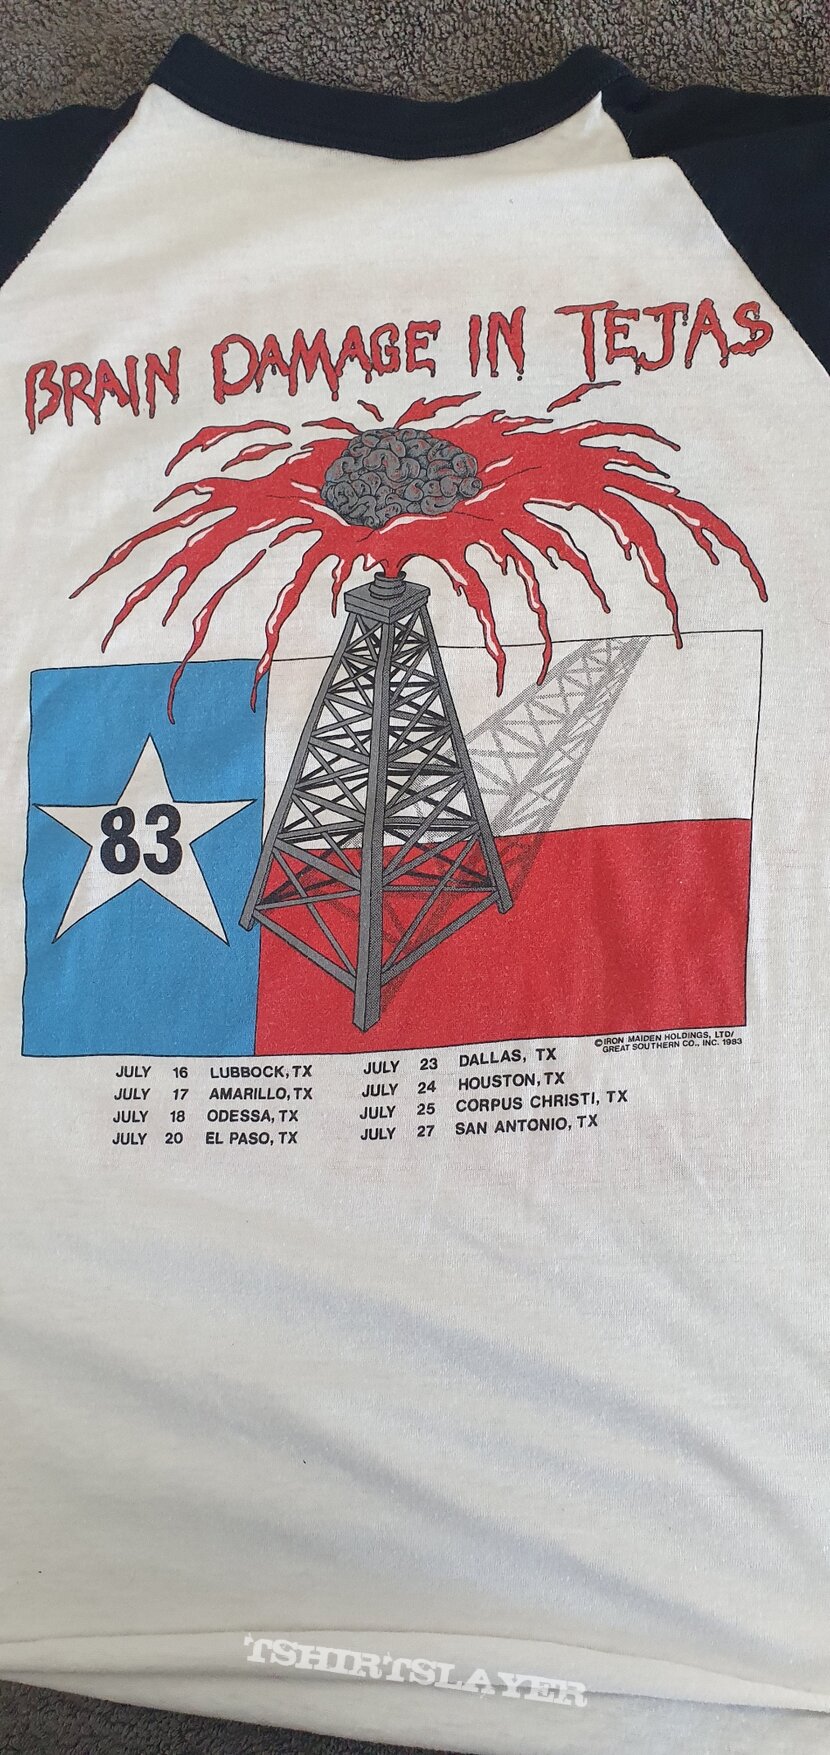 BRAIN DAMAGE IN TEJAS
83
© IRON MAIDEN HOLDINGS, LTD/
GREAT SOUTHERN CO., INC. 1983
JULY 16 LUBBOCK, TX
JULY 17 AMARILLO, TX
JULY 18 ODESSA, TX
JULY 20 EL PASO, TX
JULY 23 DALLAS, TX
JULY 24 HOUSTON, TX
JULY 25 CORPUS CHRISTI, TX
JULY 27 SAN ANTONIO, TX
TSHIRTSLAYER